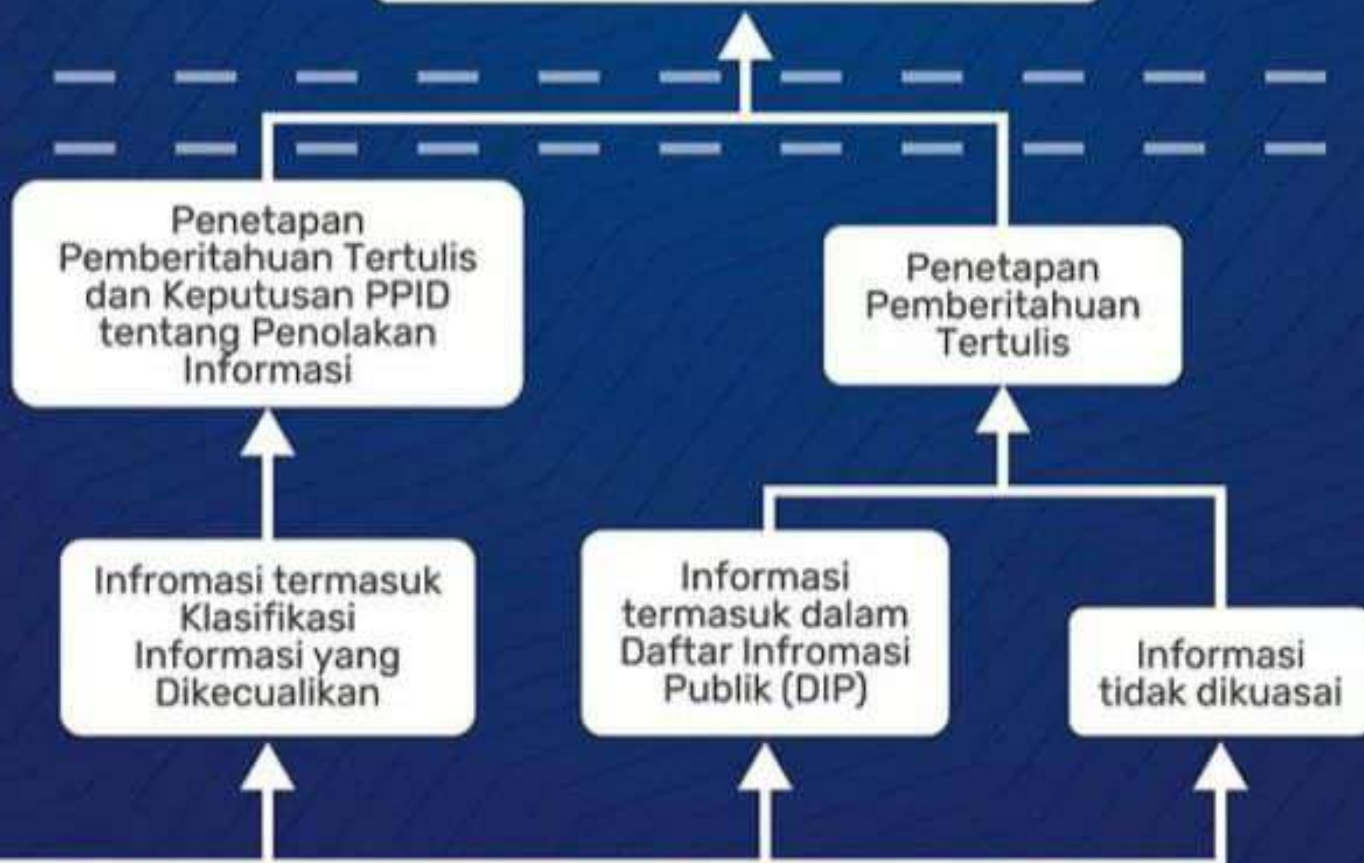 Penetapan
Pemberitahuan Tertulis
dan Keputusan PPID
tentang Penolakan
Informasi
Penetapan
Pemberitahuan
Tertulis
Infromasi termasuk
Klasifikasi
Informasi yang
Dikecualikan
Informasi
termasuk dalam
Daftar Infromasi
Publik (DIP)
Informasi
tidak dikuasai